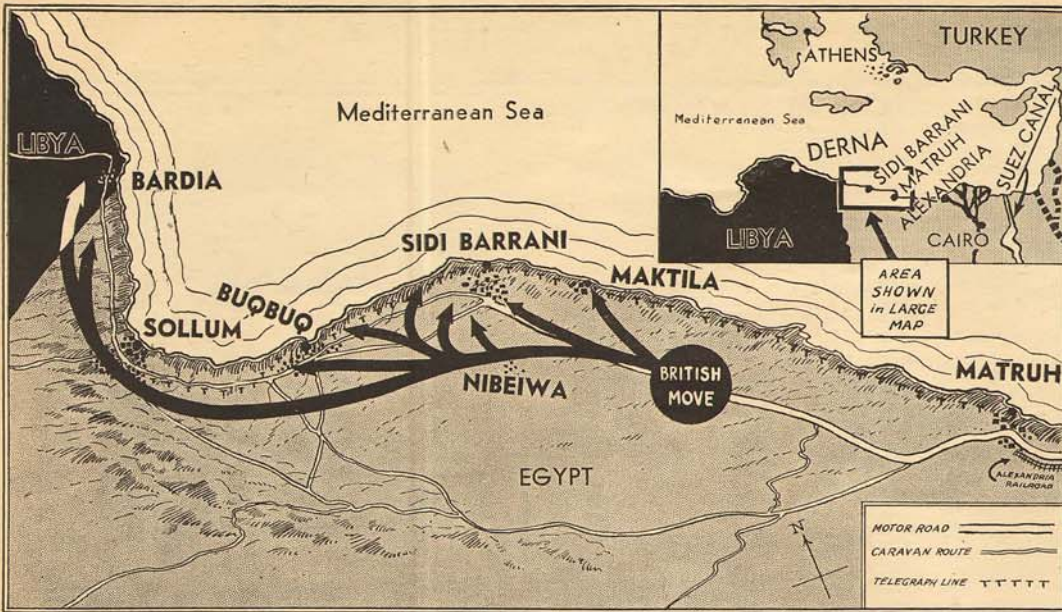 LIBYA
BARDIA
SOLLUM
BUQBUQ
SIDI BARRANI
MAKTILA
MATRUH
NIBEIWA
BRITISH
MOVE
EGYPT
Mediterranean Sea
ALEXANDRIA
RAILROAD
N
MOTOR ROAD
CARAVAN ROUTE
TELEGRAPH LINE
TURKEY
ATHENS
Mediterranean Sea
DERNA
SIDI BARRANI
MATRUH
ALEXANDRIA
SUEZ CANAL
LIBYA
CAIRO
AREA
SHOWN
in LARGE
MAP